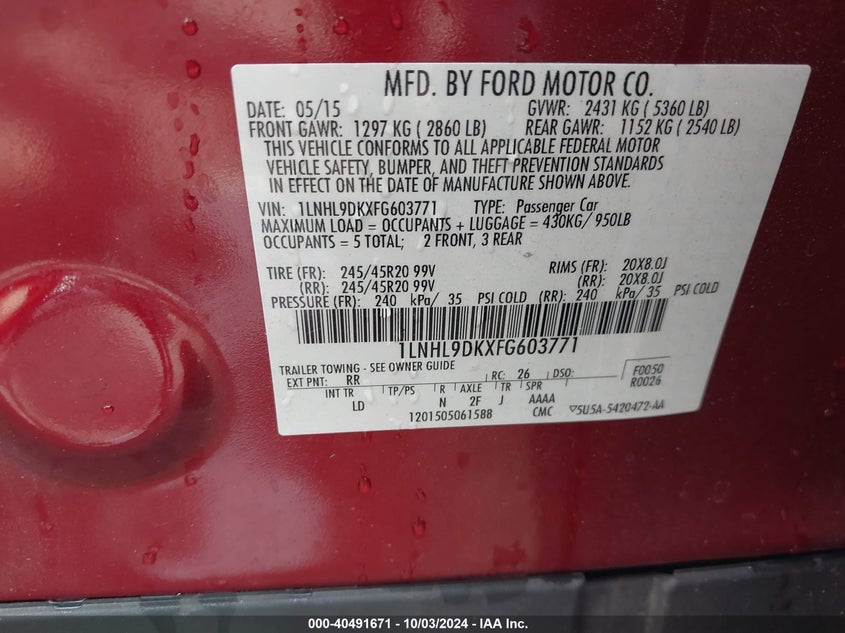 MFD. BY FORD MOTOR CO.
DATE: 05/15 GVWR: 2431 KG ( 5360 LB)
FRONT GAWR: 1297 KG ( 2860 LB) REAR GAWR: 1152 KG ( 2540 LB)
THIS VEHICLE CONFORMS TO ALL APPLICABLE FEDERAL MOTOR
VEHICLE SAFETY, BUMPER, AND THEFT PREVENTION STANDARDS
IN EFFECT ON THE DATE OF MANUFACTURE SHOWN ABOVE.
VIN: 1LNHL9DKXFG603771 TYPE: Passenger Car
MAXIMUM LOAD = OCCUPANTS + LUGGAGE = 430KG/ 950LB
OCCUPANTS = 5 TOTAL; 2 FRONT, 3 REAR
TIRE (FR): 245/45R20 99V RIMS (FR): 20X8.0J
(RR): 245/45R20 99V (RR): 20X8.0J
PRESSURE (FR): 240 kPa/ 35 PSI COLD (RR): 240 kPa/ 35 PSI COLD
1LNHL9DKXFG603771
TRAILER TOWING - SEE OWNER GUIDE
EXT PNT: RR RC: 26 DSO: F0050
R0026
INT TR TP/PS R AXLE TR SPR
LD N 2F J AAAA
1201505061588 CMC ▽5U5A-5420472-AA
000-40491671 - 10/03/2024 - IAA Inc.